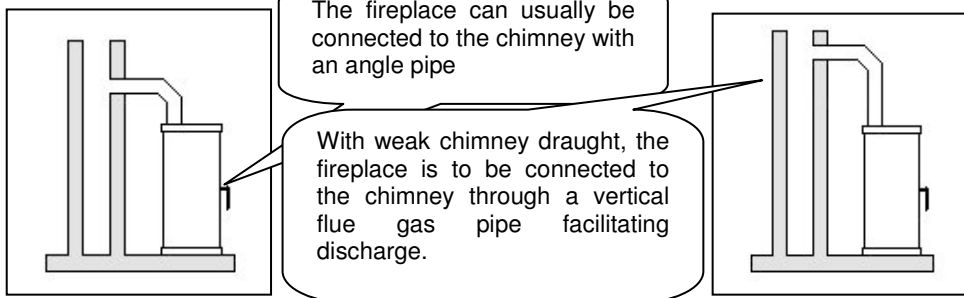 The fireplace can usually be
connected to the chimney with
an angle pipe
With weak chimney draught, the
fireplace is to be connected to
the chimney through a vertical
flue gas pipe facilitating
discharge.